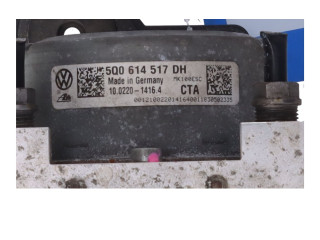 5Q0 614 517 DH
Made in Germany MK100ESC
10.0220-1416.4 CTA